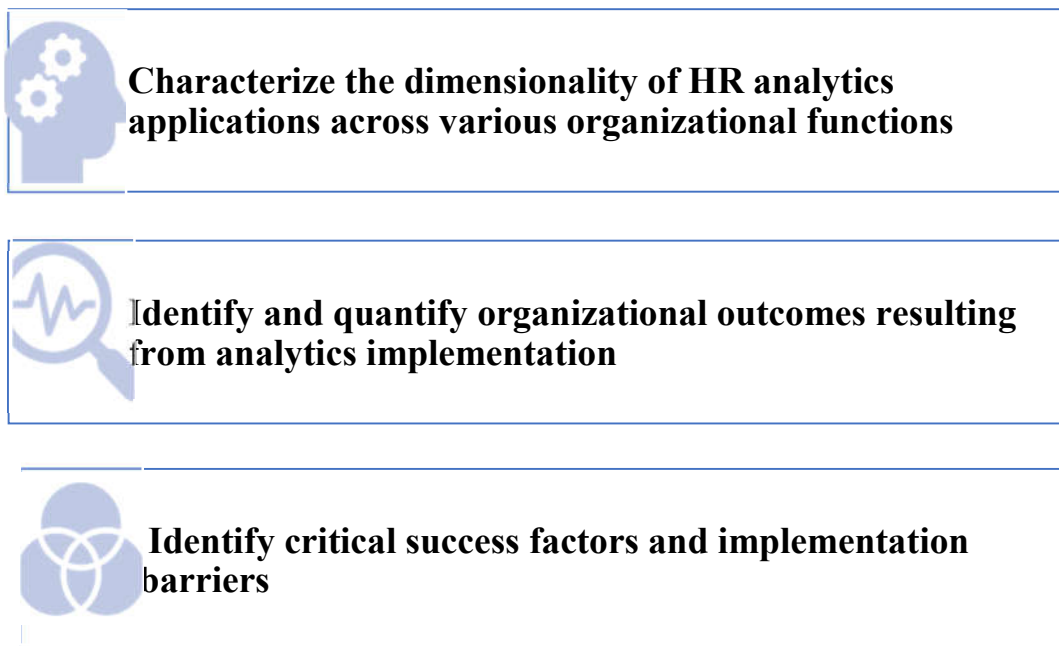 Characterize the dimensionality of HR analytics
applications across various organizational functions
Identify and quantify organizational outcomes resulting
from analytics implementation
Identify critical success factors and implementation
barriers